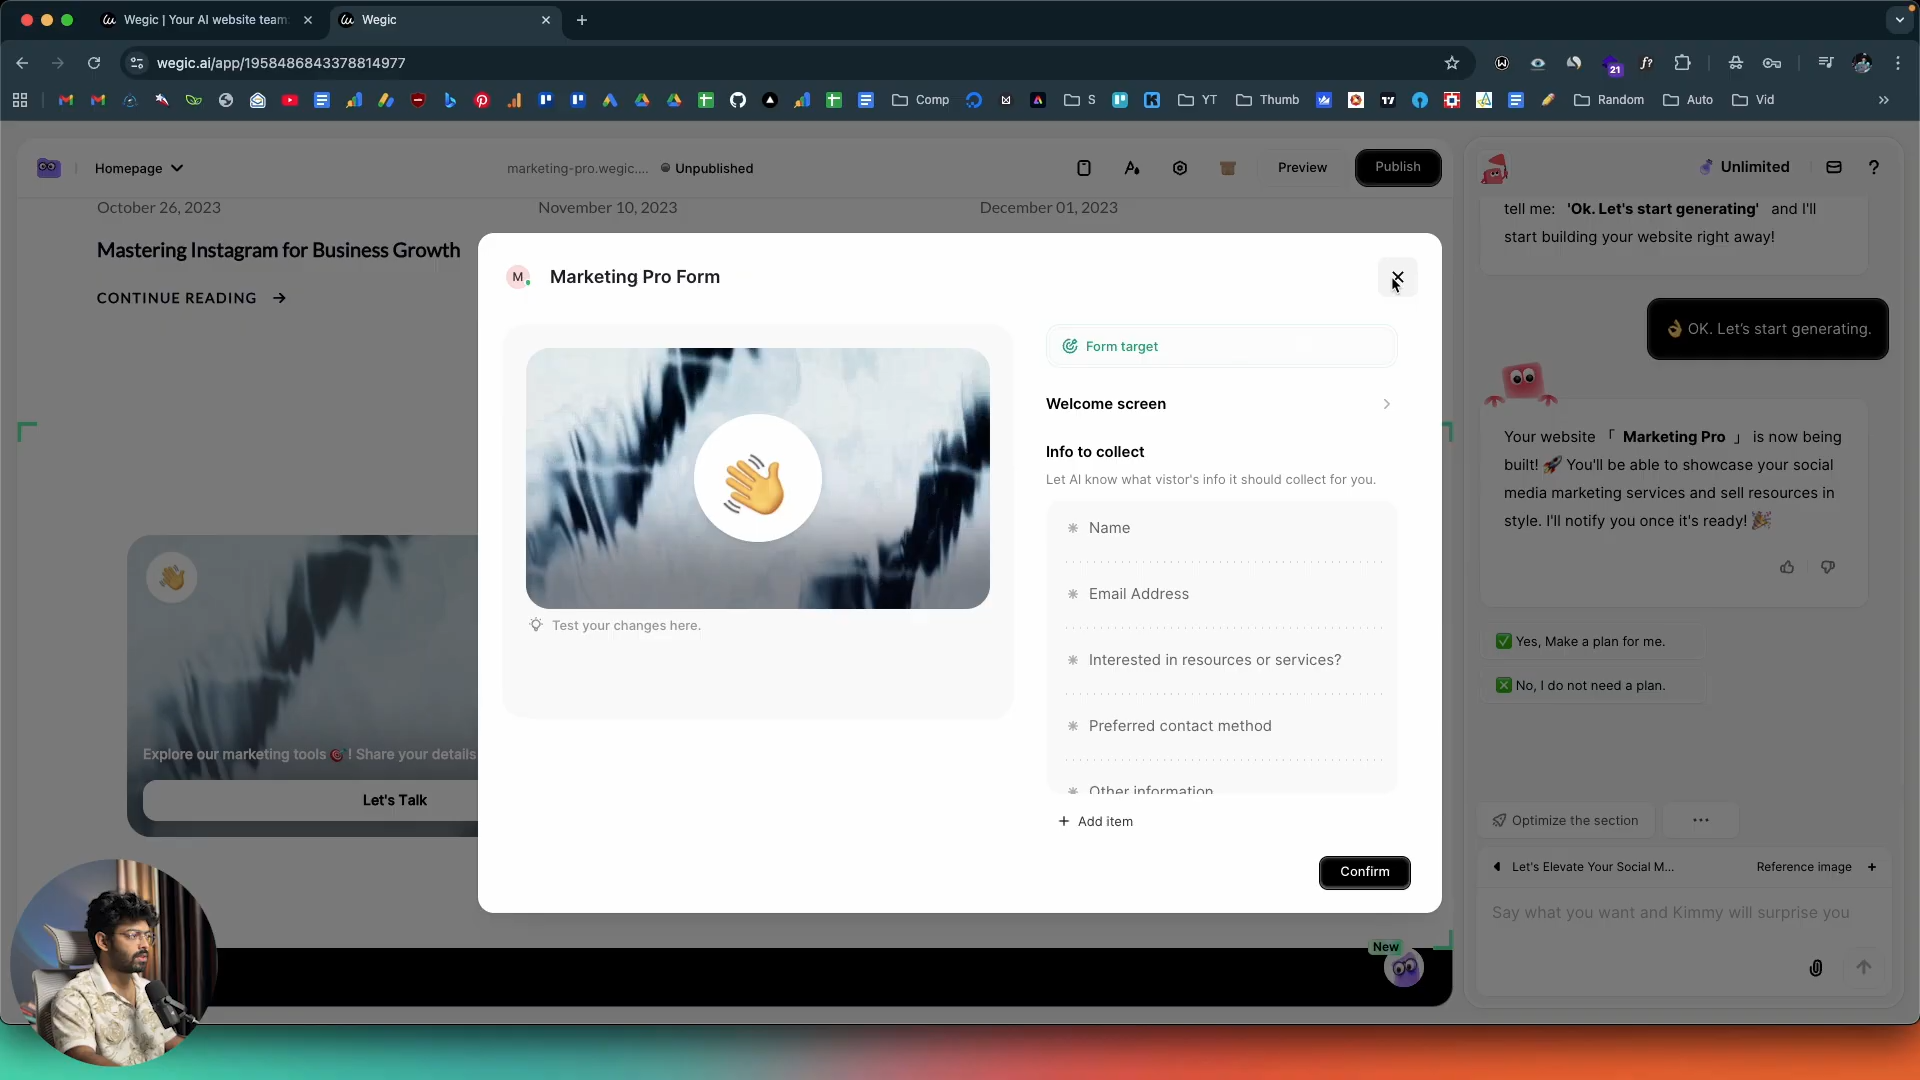 Wegic | Your AI website team:
Wegic
wegic.ai/app/1958486843378814977
21
f?
Comp
S
YT
Thumb
Random
Auto
Vid
Homepage
marketing-pro.wegic....
Unpublished
Preview
Publish
Unlimited
October 26, 2023
November 10, 2023
December 01, 2023
Mastering Instagram for Business Growth
CONTINUE READING
Explore our marketing tools 🎯 ! Share your details
Let's Talk
M
Marketing Pro Form
Test your changes here.
Form target
Welcome screen
Info to collect
Let AI know what vistor's info it should collect for you.
Name
Email Address
Interested in resources or services?
Preferred contact method
Other information
+ Add item
Confirm
New
tell me: 'Ok. Let's start generating' and I'll
start building your website right away!
👌 OK. Let's start generating.
Your website 「 Marketing Pro 」 is now being
built! 🚀 You'll be able to showcase your social
media marketing services and sell resources in
style. I'll notify you once it's ready! 🎉
✅ Yes, Make a plan for me.
❎ No, I do not need a plan.
Optimize the section
Let's Elevate Your Social M...
Reference image +
Say what you want and Kimmy will surprise you